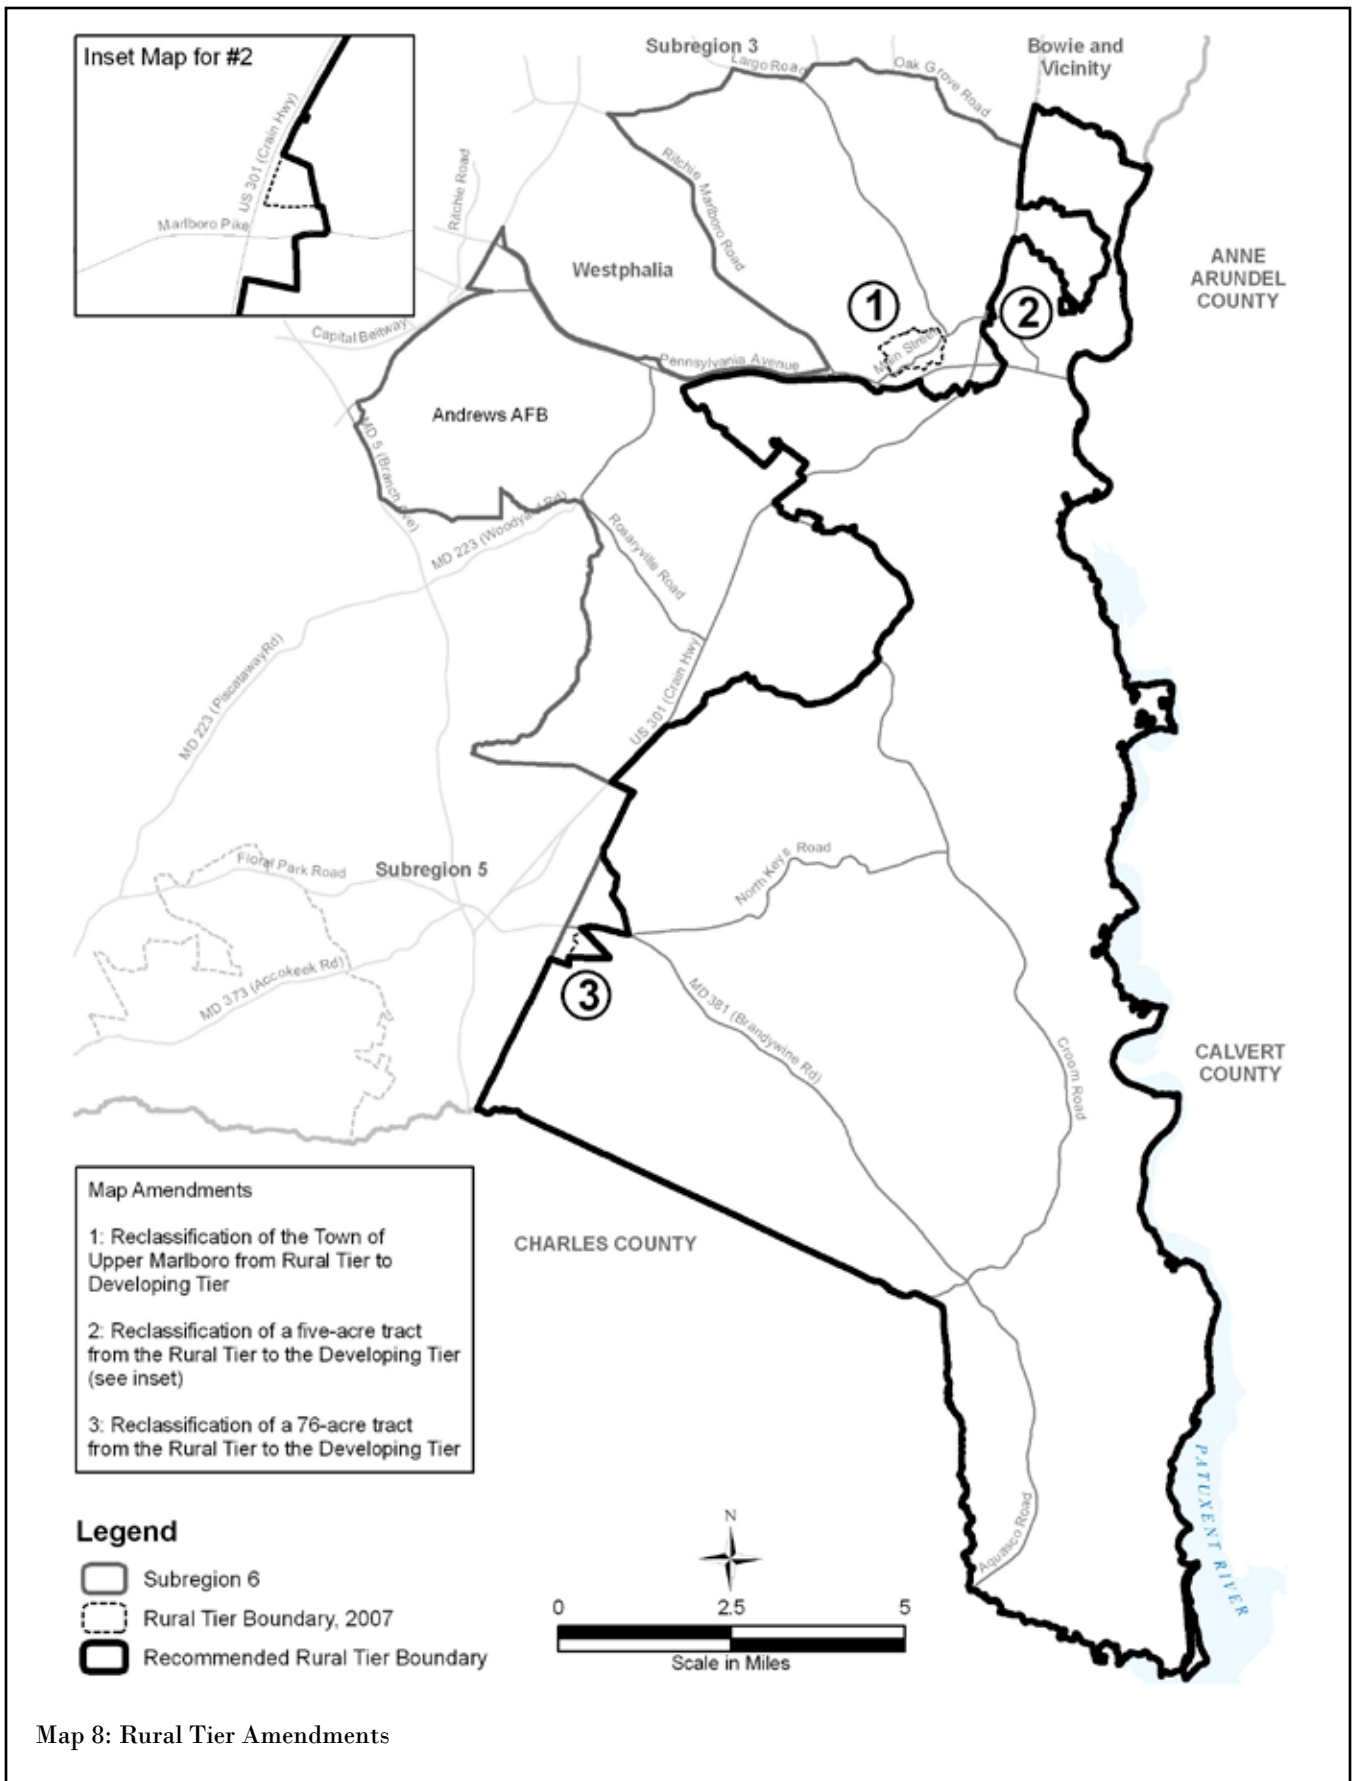 Inset Map for #2
US 301 (Crain Hwy)
Marlboro Pike
Subregion 3
Largo Road
Oak Grove Road
Bowie and
Vicinity
Ritchie Road
Ritchie Marlboro Road
Westphalia
ANNE
ARUNDEL
COUNTY
1
2
Capital Beltway
Main Street
Pennsylvania Avenue
Andrews AFB
MD 5 (Branch Ave)
MD 223 (Woodyard Rd)
Rosaryville Road
MD 223 (PiscatawayRd)
US 301 (Crain Hwy)
Floral Park Road
Subregion 5
North Keys Road
MD 373 (Accokeek Rd)
3
MD 381 (Brandywine Rd)
Croom Road
CALVERT
COUNTY
CHARLES COUNTY
Map Amendments
1: Reclassification of the Town of
Upper Marlboro from Rural Tier to
Developing Tier
2: Reclassification of a five-acre tract
from the Rural Tier to the Developing Tier
(see inset)
3: Reclassification of a 76-acre tract
from the Rural Tier to the Developing Tier
PATUXENT RIVER
Aquasco Road
Legend
Subregion 6
Rural Tier Boundary, 2007
Recommended Rural Tier Boundary
N
0 2.5 5
Scale in Miles
Map 8: Rural Tier Amendments